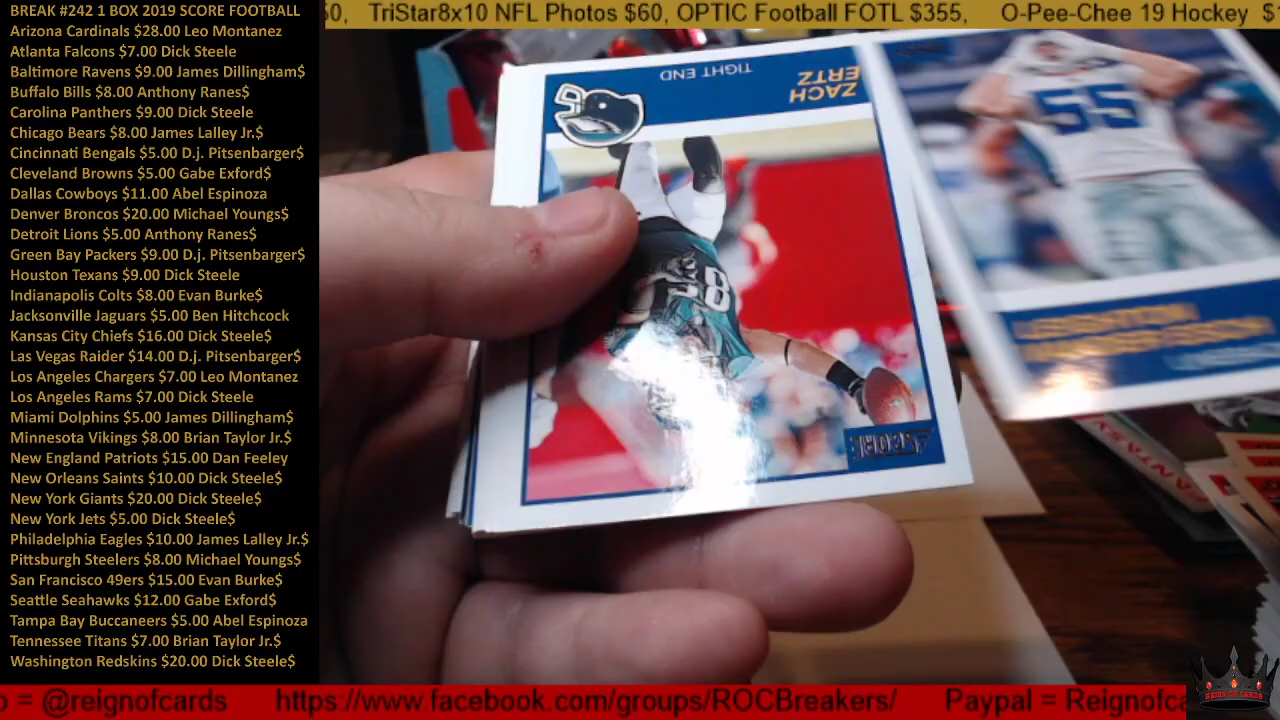 BREAK #242 1 BOX 2019 SCORE FOOTBALL
Arizona Cardinals $28.00 Leo Montanez
Atlanta Falcons $7.00 Dick Steele
Baltimore Ravens $9.00 James Dillingham$
Buffalo Bills $8.00 Anthony Ranes$
Carolina Panthers $9.00 Dick Steele
Chicago Bears $8.00 James Lalley Jr.$
Cincinnati Bengals $5.00 D.j. Pitsenbarger$
Cleveland Browns $5.00 Gabe Exford$
Dallas Cowboys $11.00 Abel Espinoza
Denver Broncos $20.00 Michael Youngs$
Detroit Lions $5.00 Anthony Ranes$
Green Bay Packers $9.00 D.j. Pitsenbarger$
Houston Texans $9.00 Dick Steele
Indianapolis Colts $8.00 Evan Burke$
Jacksonville Jaguars $5.00 Ben Hitchcock
Kansas City Chiefs $16.00 Dick Steele$
Las Vegas Raider $14.00 D.j. Pitsenbarger$
Los Angeles Chargers $7.00 Leo Montanez
Los Angeles Rams $7.00 Dick Steele
Miami Dolphins $5.00 James Dillingham$
Minnesota Vikings $8.00 Brian Taylor Jr.$
New England Patriots $15.00 Dan Feeley
New Orleans Saints $10.00 Dick Steele$
New York Giants $20.00 Dick Steele$
New York Jets $5.00 Dick Steele$
Philadelphia Eagles $10.00 James Lalley Jr.$
Pittsburgh Steelers $8.00 Michael Youngs$
San Francisco 49ers $15.00 Evan Burke$
Seattle Seahawks $12.00 Gabe Exford$
Tampa Bay Buccaneers $5.00 Abel Espinoza
Tennessee Titans $7.00 Brian Taylor Jr.$
Washington Redskins $20.00 Dick Steele$
0, TriStar8x10 NFL Photos $60, OPTIC Football FOTL $355, O-Pee-Chee 19 Hockey $
TIGHT END
ZACH
ERTZ
SCORE
55
= @reignofcards https://www.facebook.com/groups/ROCBreakers/ Paypal = Reignofca